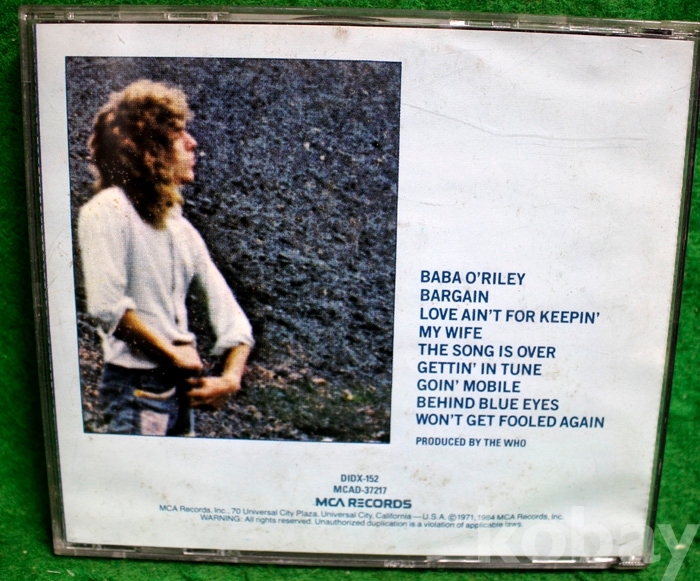 BABA O'RILEY
BARGAIN
LOVE AIN'T FOR KEEPIN'
MY WIFE
THE SONG IS OVER
GETTIN' IN TUNE
GOIN' MOBILE
BEHIND BLUE EYES
WON'T GET FOOLED AGAIN
PRODUCED BY THE WHO
DIDX-152
MCAD-37217
MCA RECORDS
MCA Records, Inc., 70 Universal City Plaza, Universal City, California — U.S.A. ©1971, 1984 MCA Records, Inc.
WARNING: All rights reserved. Unauthorized duplication is a violation of applicable laws.
kobay